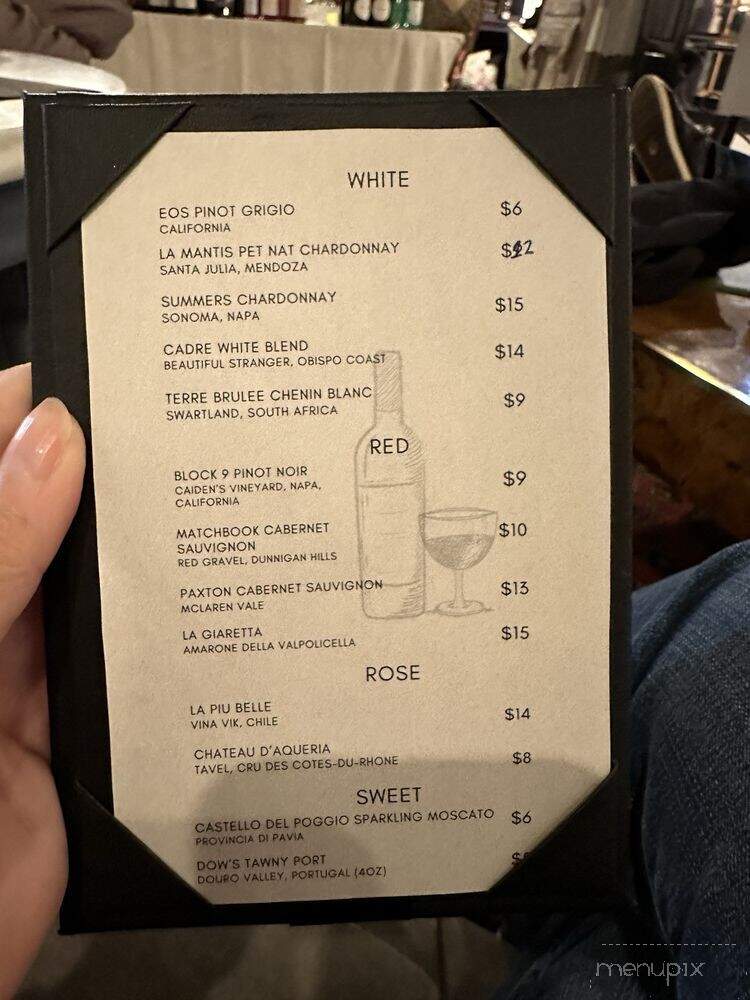 WHITE
EOS PINOT GRIGIO $6
CALIFORNIA
LA MANTIS PET NAT CHARDONNAY $12
SANTA JULIA, MENDOZA
SUMMERS CHARDONNAY $15
SONOMA, NAPA
CADRE WHITE BLEND $14
BEAUTIFUL STRANGER, OBISPO COAST
TERRE BRULEE CHENIN BLANC $9
SWARTLAND, SOUTH AFRICA
RED
BLOCK 9 PINOT NOIR $9
CAIDEN'S VINEYARD, NAPA,
CALIFORNIA
MATCHBOOK CABERNET $10
SAUVIGNON
RED GRAVEL, DUNNIGAN HILLS
PAXTON CABERNET SAUVIGNON $13
MCLAREN VALE
LA GIARETTA $15
AMARONE DELLA VALPOLICELLA
ROSE
LA PIU BELLE $14
VINA VIK, CHILE
CHATEAU D'AQUERIA $8
TAVEL, CRU DES COTES-DU-RHONE
SWEET
CASTELLO DEL POGGIO SPARKLING MOSCATO $6
PROVINCIA DI PAVIA
DOW'S TAWNY PORT
DOURO VALLEY, PORTUGAL (4OZ)
menupix